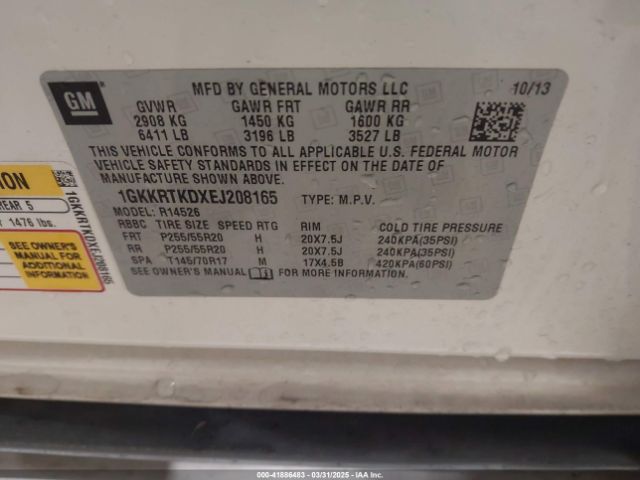 GM
MFD BY GENERAL MOTORS LLC 10/13
GVWR GAWR FRT GAWR RR
2908 KG 1450 KG 1600 KG
6411 LB 3196 LB 3527 LB
THIS VEHICLE CONFORMS TO ALL APPLICABLE U.S. FEDERAL MOTOR
VEHICLE SAFETY STANDARDS IN EFFECT ON THE DATE OF
MANUFACTURE SHOWN ABOVE.
1GKKRTKDXEJ208165 TYPE: M.P.V.
MODEL: R14526
RBBC TIRE SIZE SPEED RTG RIM COLD TIRE PRESSURE
FRT P255/55R20 H 20X7.5J 240KPA(35PSI)
RR P255/55R20 H 20X7.5J 240KPA(35PSI)
SPA T145/70R17 M 17X4.5B 420KPA(60PSI)
SEE OWNER'S MANUAL FOR MORE INFORMATION.
REAR 5
1476 lbs.
SEE OWNER'S
MANUAL FOR
ADDITIONAL
INFORMATION
1GKKRTKDXEJ208165
000-41886483 - 03/31/2025 - IAAI.com